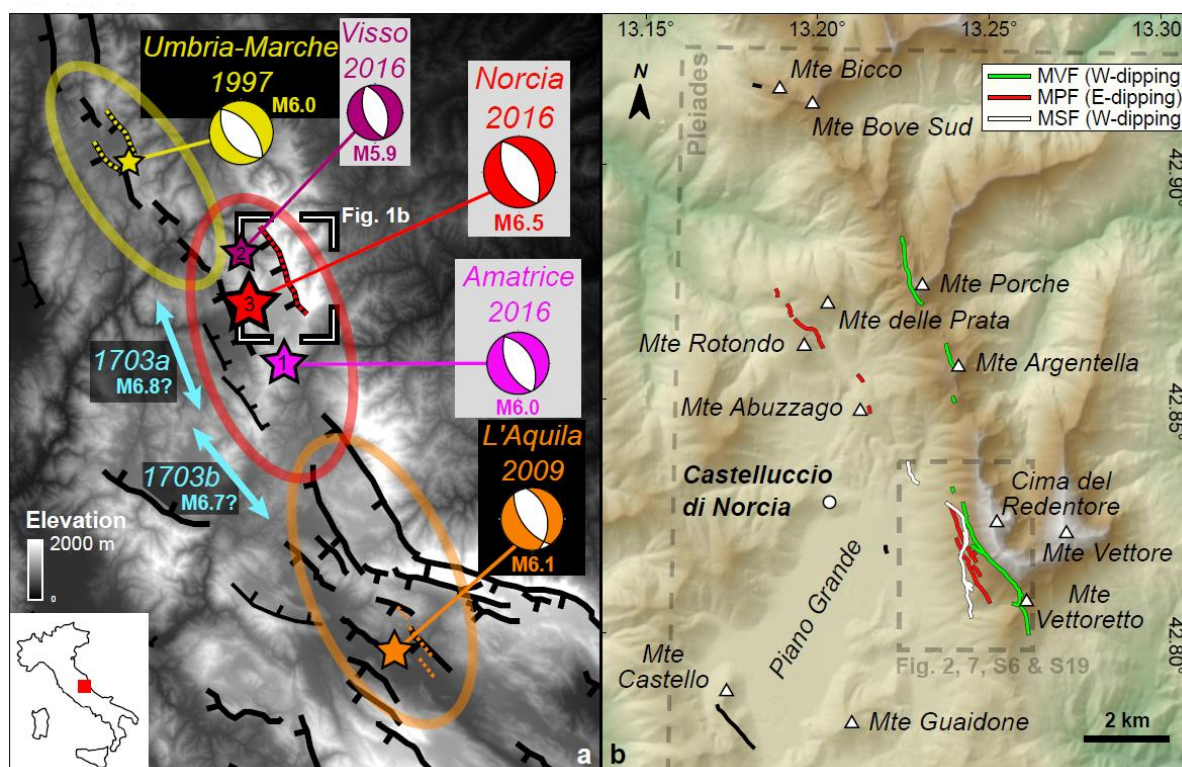 Umbria-Marche
1997
M6.0
Visso
2016
M5.9
Norcia
2016
M6.5
Fig. 1b
2
3
1
Amatrice
2016
M6.0
1703a
M6.8?
1703b
M6.7?
L'Aquila
2009
M6.1
Elevation
2000 m
0
a
13.15 13.20° 13.25° 13.30°
N
Pleiades
Mte Bicco
Mte Bove Sud
MVF (W-dipping)
MPF (E-dipping)
MSF (W-dipping
42.90°
Mte Porche
Mte delle Prata
Mte Rotondo
Mte Argentella
Mte Abuzzago
42.85°
Castelluccio
di Norcia
Cima del
Redentore
Mte Vettore
Mte
Vettoretto
Piano Grande
42.80°
Fig. 2, 7, S6 & S19
Mte
Castello
Mte Guaidone
2 km
b